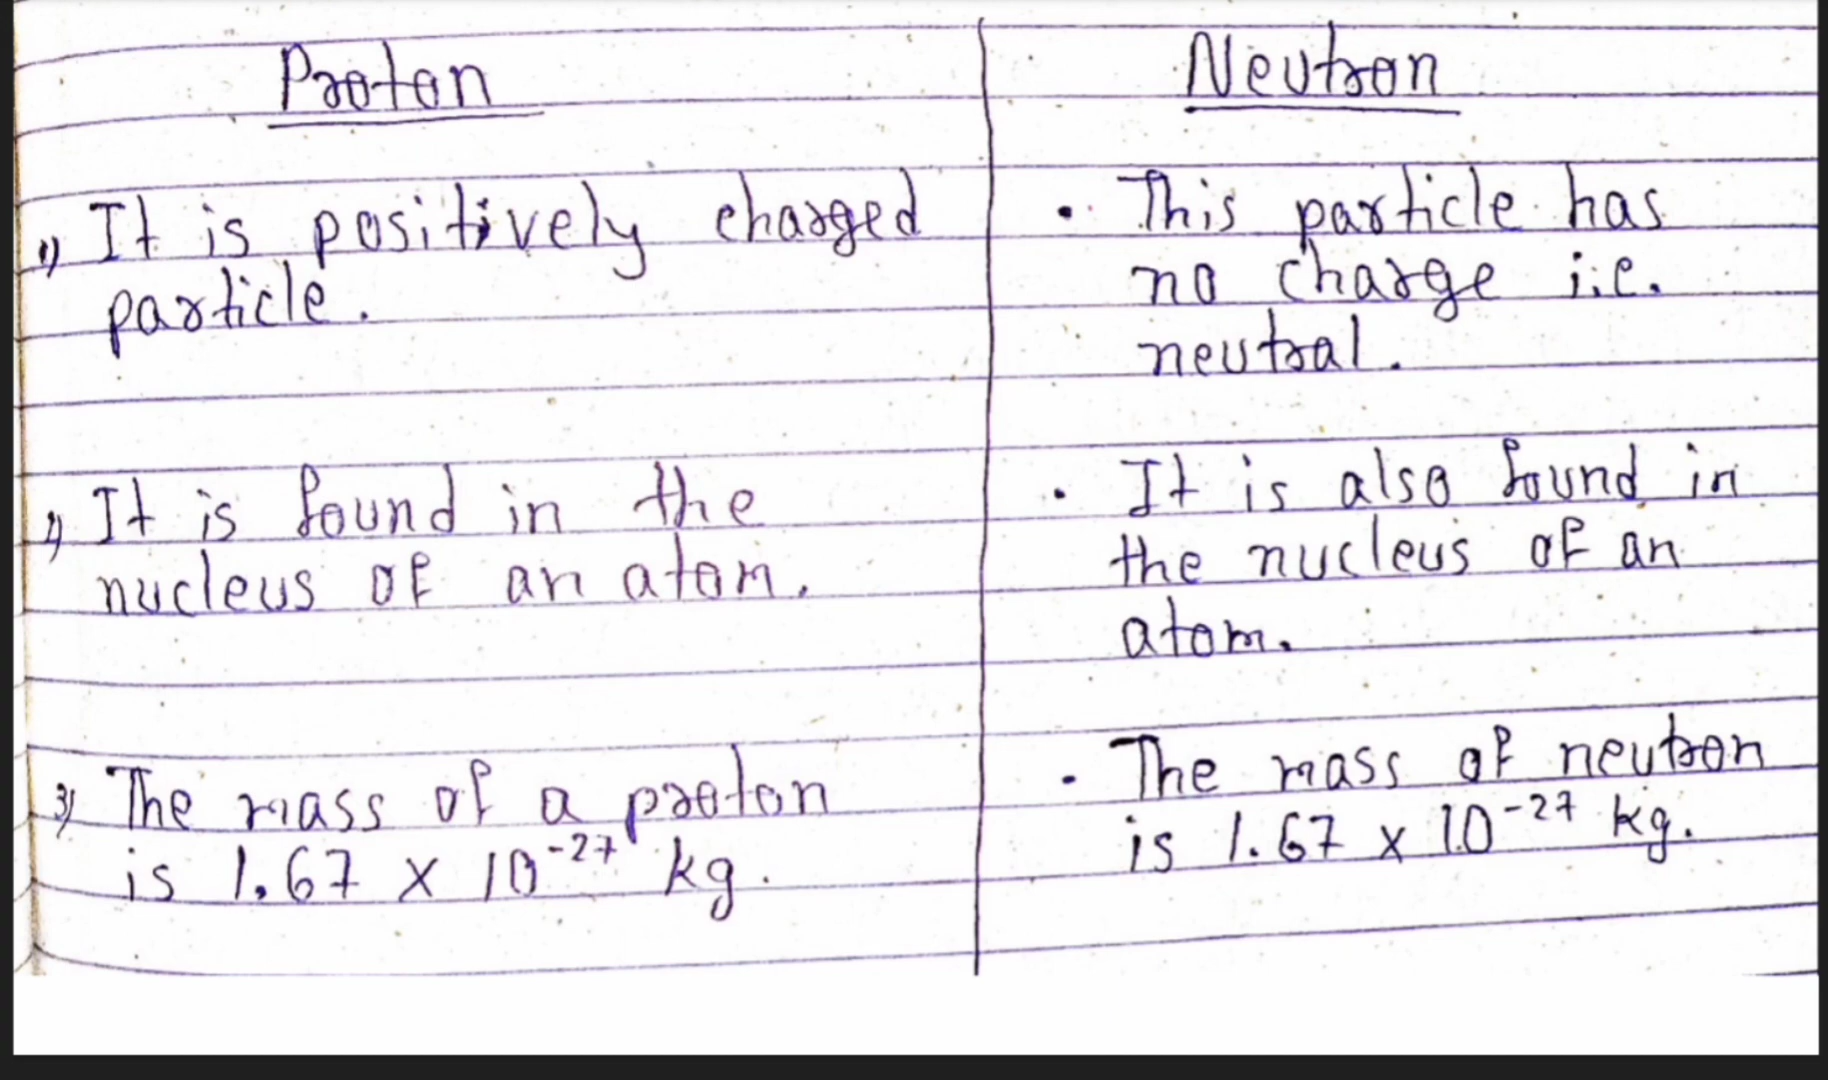 Proton
1) It is positively charged
particle.
2) It is found in the
nucleus of an atom.
3) The mass of a proton
is 1.67 x 10⁻²⁷ kg.
Neutron
• This particle has
no charge i.e.
neutral.
• It is also found in
the nucleus of an
atom.
• The mass of neutron
is 1.67 x 10⁻²⁷ kg.